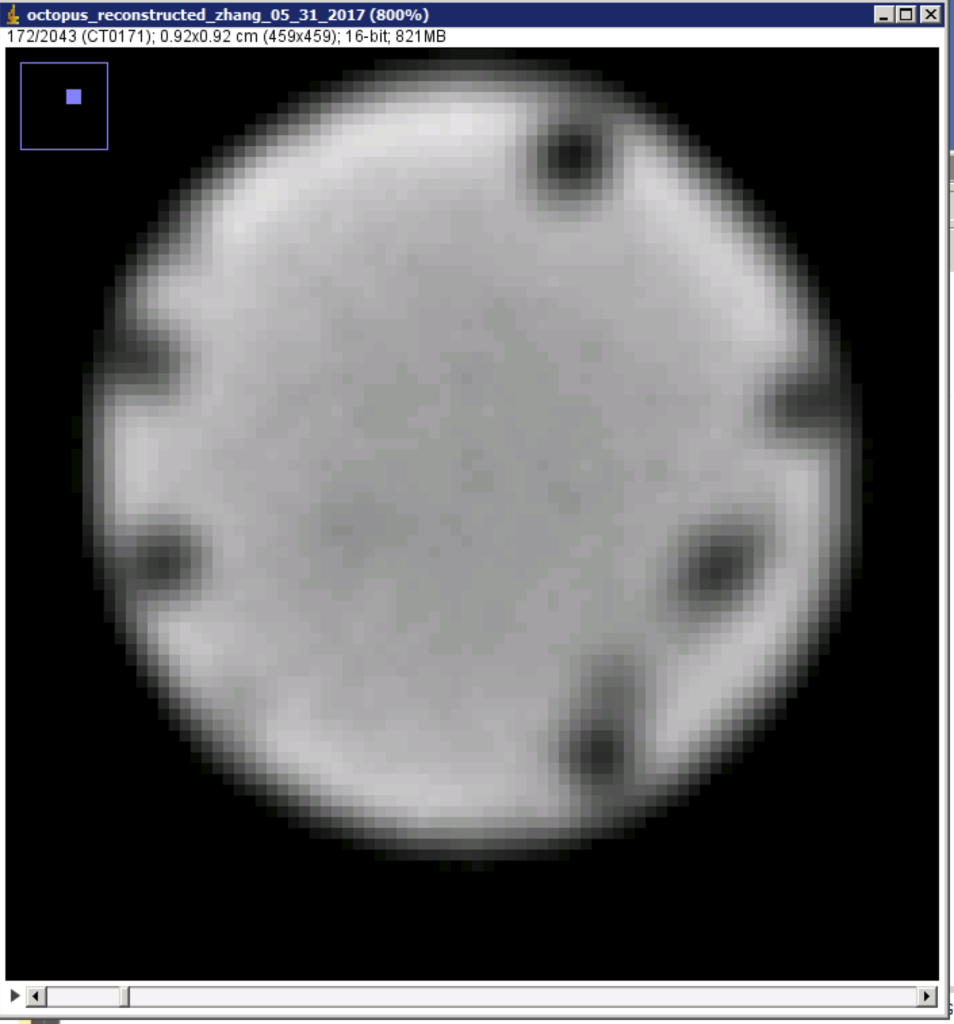 octopus_reconstructed_zhang_05_31_2017 (800%)
172/2043 (CT0171); 0.92x0.92 cm (459x459); 16-bit; 821MB